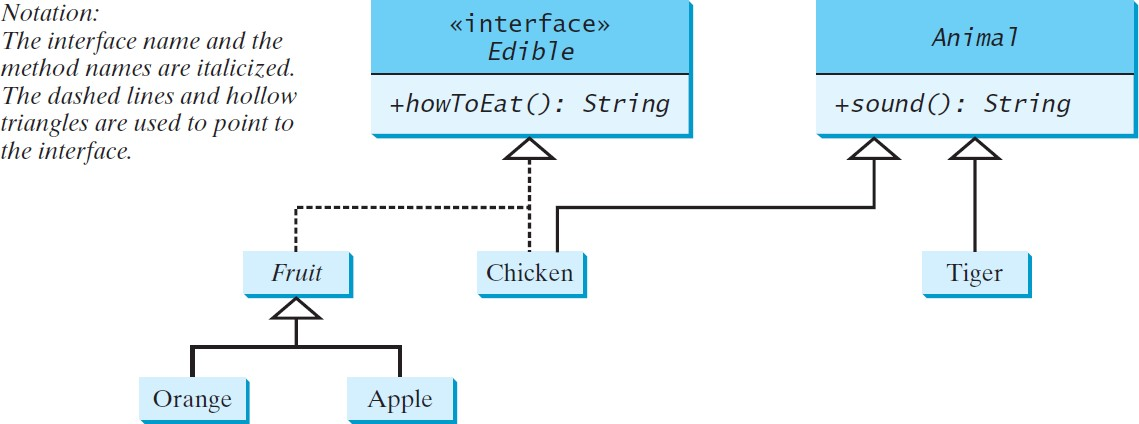 Notation:
The interface name and the
method names are italicized.
The dashed lines and hollow
triangles are used to point to
the interface.
«interface»
Edible
+howToEat(): String
Animal
+sound(): String
Fruit
Chicken
Tiger
Orange
Apple